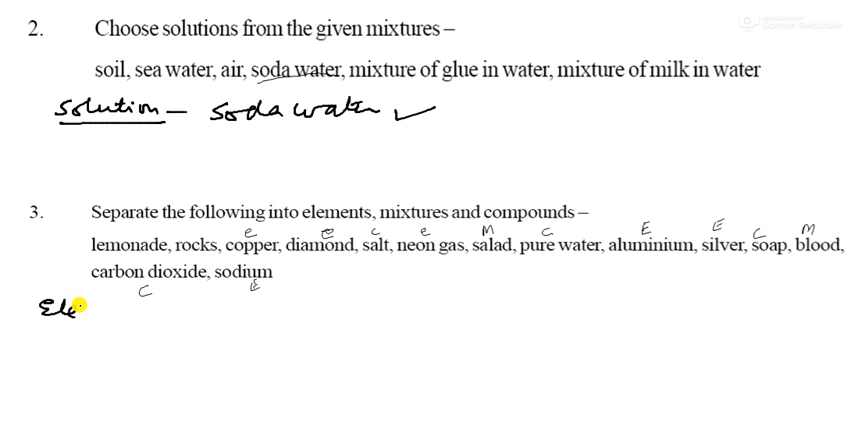 2. Choose solutions from the given mixtures –
soil, sea water, air, soda water, mixture of glue in water, mixture of milk in water
Solution – Soda water ✓
3. Separate the following into elements, mixtures and compounds –
e e c e M C E E C M
lemonade, rocks, copper, diamond, salt, neon gas, salad, pure water, aluminium, silver, soap, blood,
carbon dioxide, sodium
C E
Ele